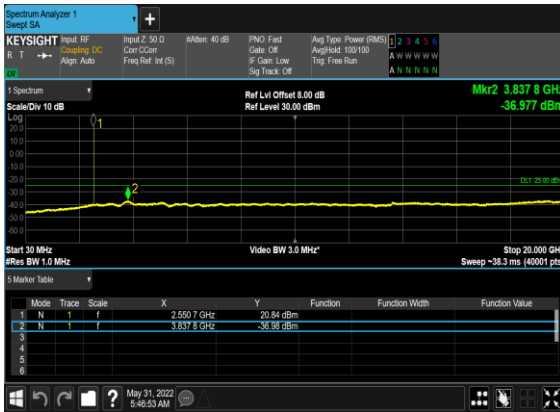 Spectrum Analyzer 1
Swept SA
+
KEYSIGHT Input: RF Input Z: 50 Ω #Atten: 40 dB PNO: Fast Avg Type: Power (RMS) 1 2 3 4 5 6
R T Coupling: DC Corr CCorr Gate: Off Avg|Hold: 100/100 A W W W W W
Align: Auto Freq Ref: Int (S) IF Gain: Low Trig: Free Run
Sig Track: Off A N N N N N
1 Spectrum Ref Lvl Offset 8.00 dB Mkr2 3.837 8 GHz
Scale/Div 10 dB Ref Level 30.00 dBm -36.977 dBm
Log
1
20.0
10.0
0.00
-10.0
-20.0
DL1 -25.00 dBm
-30.0
2
-40.0
-50.0
-60.0
Start 30 MHz Video BW 3.0 MHz* Stop 20.000 GHz
#Res BW 1.0 MHz Sweep ~38.3 ms (40001 pts)
5 Marker Table
Mode Trace Scale X Y Function Function Width Function Value
1 N 1 f 2.550 7 GHz 20.84 dBm
2 N 1 f 3.837 8 GHz -36.98 dBm
3
4
5
6
? May 31, 2022
5:46:53 AM